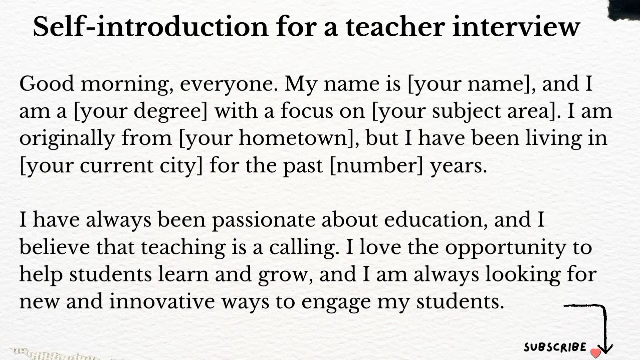 Self-introduction for a teacher interview
Good morning, everyone. My name is [your name], and I
am a [your degree] with a focus on [your subject area]. I am
originally from [your hometown], but I have been living in
[your current city] for the past [number] years.
I have always been passionate about education, and I
believe that teaching is a calling. I love the opportunity to
help students learn and grow, and I am always looking for
new and innovative ways to engage my students.
SUBSCRIBE